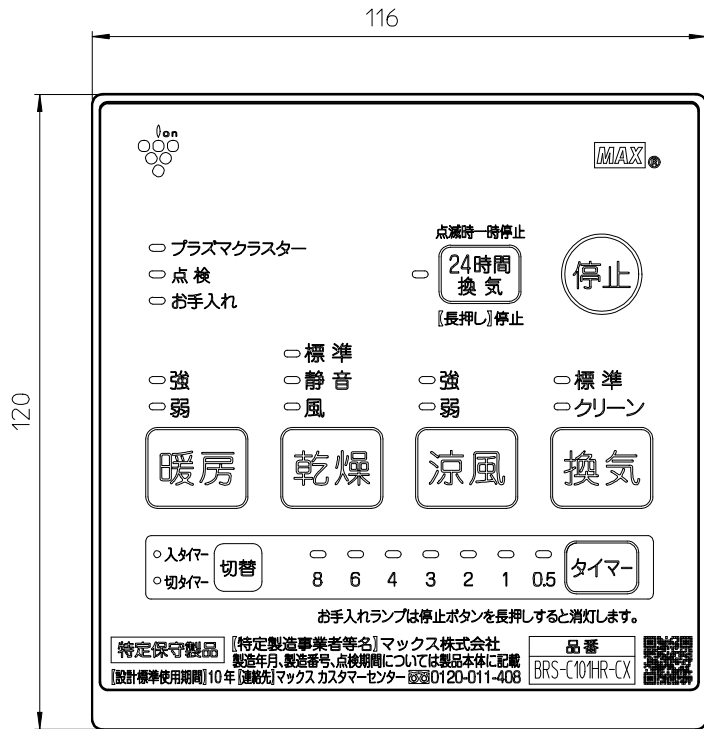 116
120
Ion
MAX®
点滅時一時停止
プラズマクラスター
点検
お手入れ
24時間
換気
停止
〖長押し〗停止
強
弱
標準
静音
風
強
弱
標準
クリーン
暖房
乾燥
涼風
換気
入タイマー
切タイマー
切替
8 6 4 3 2 1 0.5
タイマー
お手入れランプは停止ボタンを長押しすると消灯します。
特定保守製品
〖特定製造事業者等名〗マックス株式会社
製造年月、製造番号、点検期間については製品本体に記載
〖設計標準使用期間〗10年〖連絡先〗マックス カスタマーセンター 0120-011-408
品番
BRS-C101HR-CX